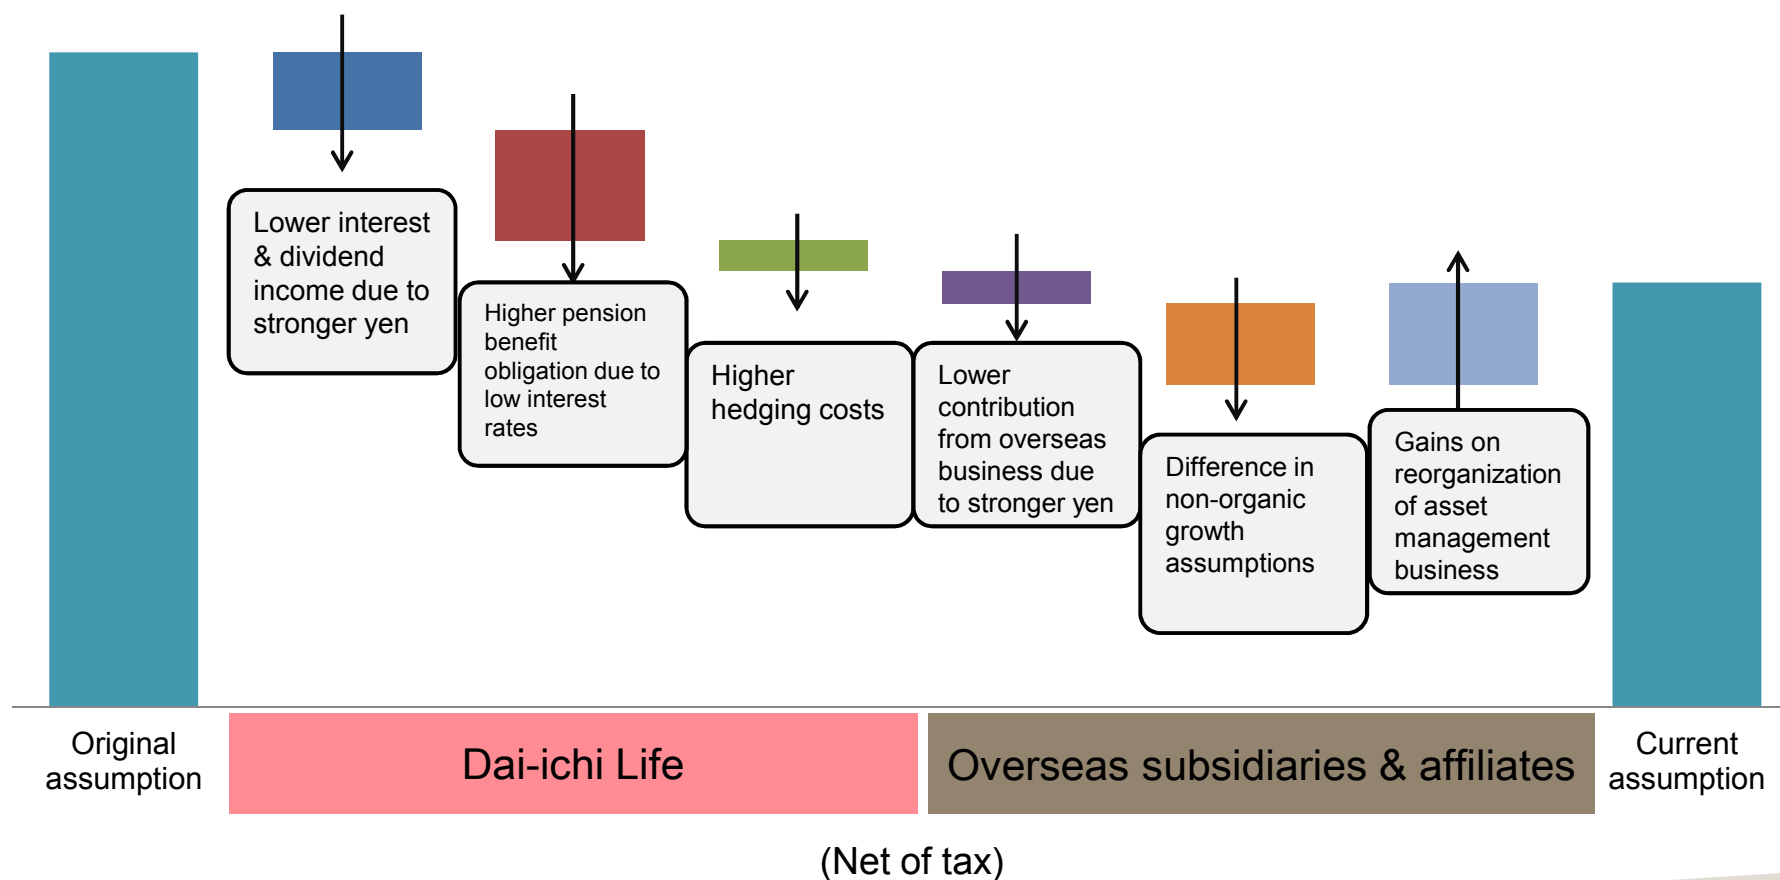 Lower interest
& dividend
income due to
stronger yen
Higher pension
benefit
obligation due to
low interest
rates
Higher
hedging costs
Lower
contribution
from overseas
business due
to stronger yen
Difference in
non-organic
growth
assumptions
Gains on
reorganization
of asset
management
business
Original
assumption
Dai-ichi Life
Overseas subsidiaries & affiliates
Current
assumption
(Net of tax)